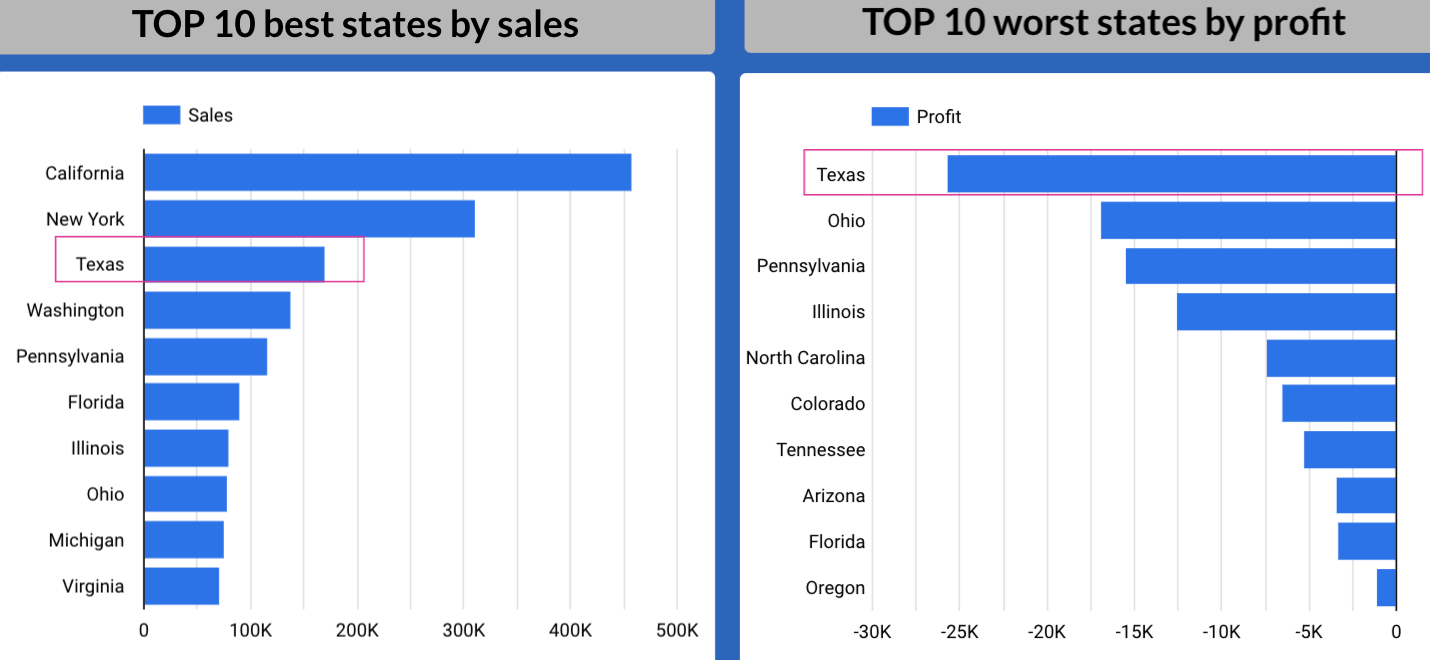 TOP 10 best states by sales
Sales
California
New York
Texas
Washington
Pennsylvania
Florida
Illinois
Ohio
Michigan
Virginia
0 100K 200K 300K 400K 500K
TOP 10 worst states by profit
Profit
Texas
Ohio
Pennsylvania
Illinois
North Carolina
Colorado
Tennessee
Arizona
Florida
Oregon
-30K -25K -20K -15K -10K -5K 0